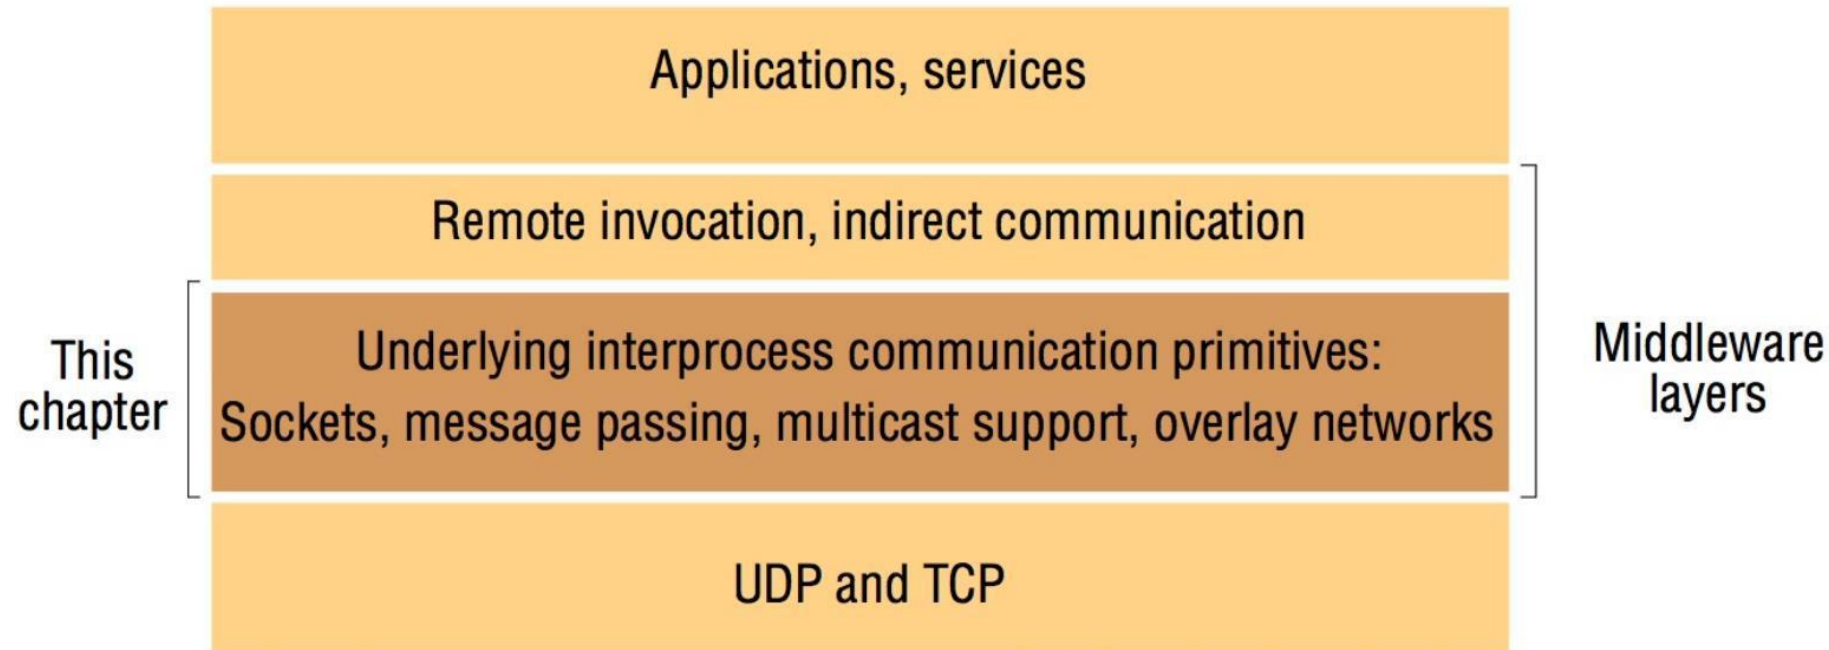 Applications, services
Remote invocation, indirect communication
This
chapter
Underlying interprocess communication primitives:
Sockets, message passing, multicast support, overlay networks
Middleware
layers
UDP and TCP